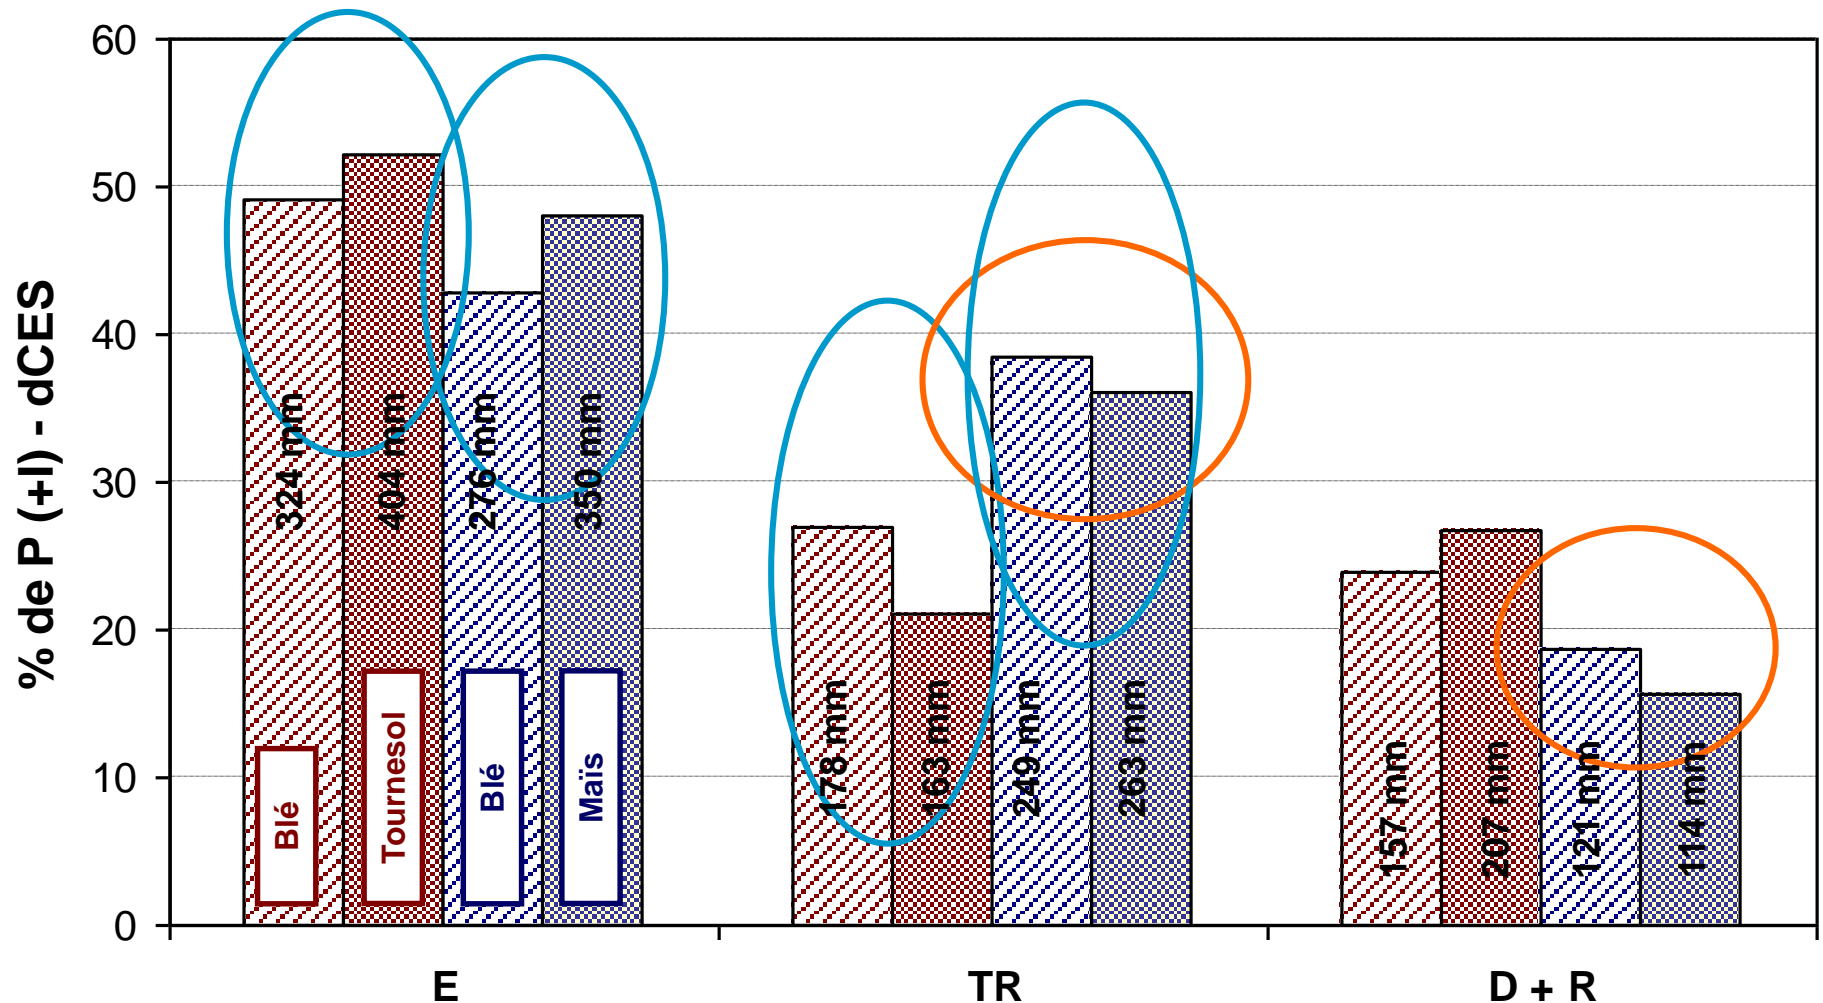 % de P (+I) - dCES
60
50
40
30
20
10
0
324 mm
404 mm
276 mm
350 mm
178 mm
163 mm
249 mm
263 mm
157 mm
207 mm
121 mm
114 mm
Blé
Tournesol
Blé
Maïs
E
TR
D + R